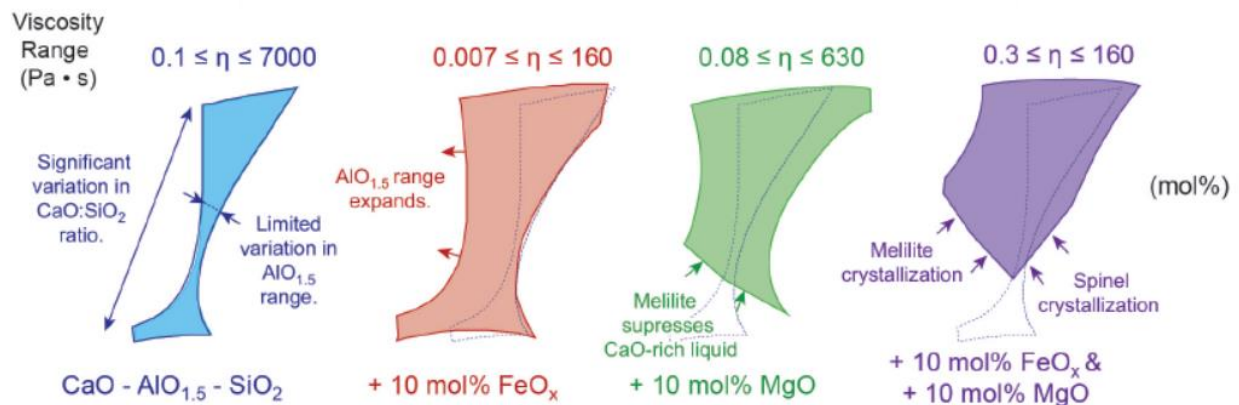 Viscosity
Range
(Pa • s)
0.1 ≤ η ≤ 7000
0.007 ≤ η ≤ 160
0.08 ≤ η ≤ 630
0.3 ≤ η ≤ 160
Significant
variation in
CaO:SiO₂
ratio.
Limited
variation in
AlO₁.₅
range.
AlO₁.₅ range
expands.
Melilite
supresses
CaO-rich liquid
Melilite
crystallization
Spinel
crystallization
(mol%)
CaO - AlO₁.₅ - SiO₂
+ 10 mol% FeOₓ
+ 10 mol% MgO
+ 10 mol% FeOₓ &
+ 10 mol% MgO